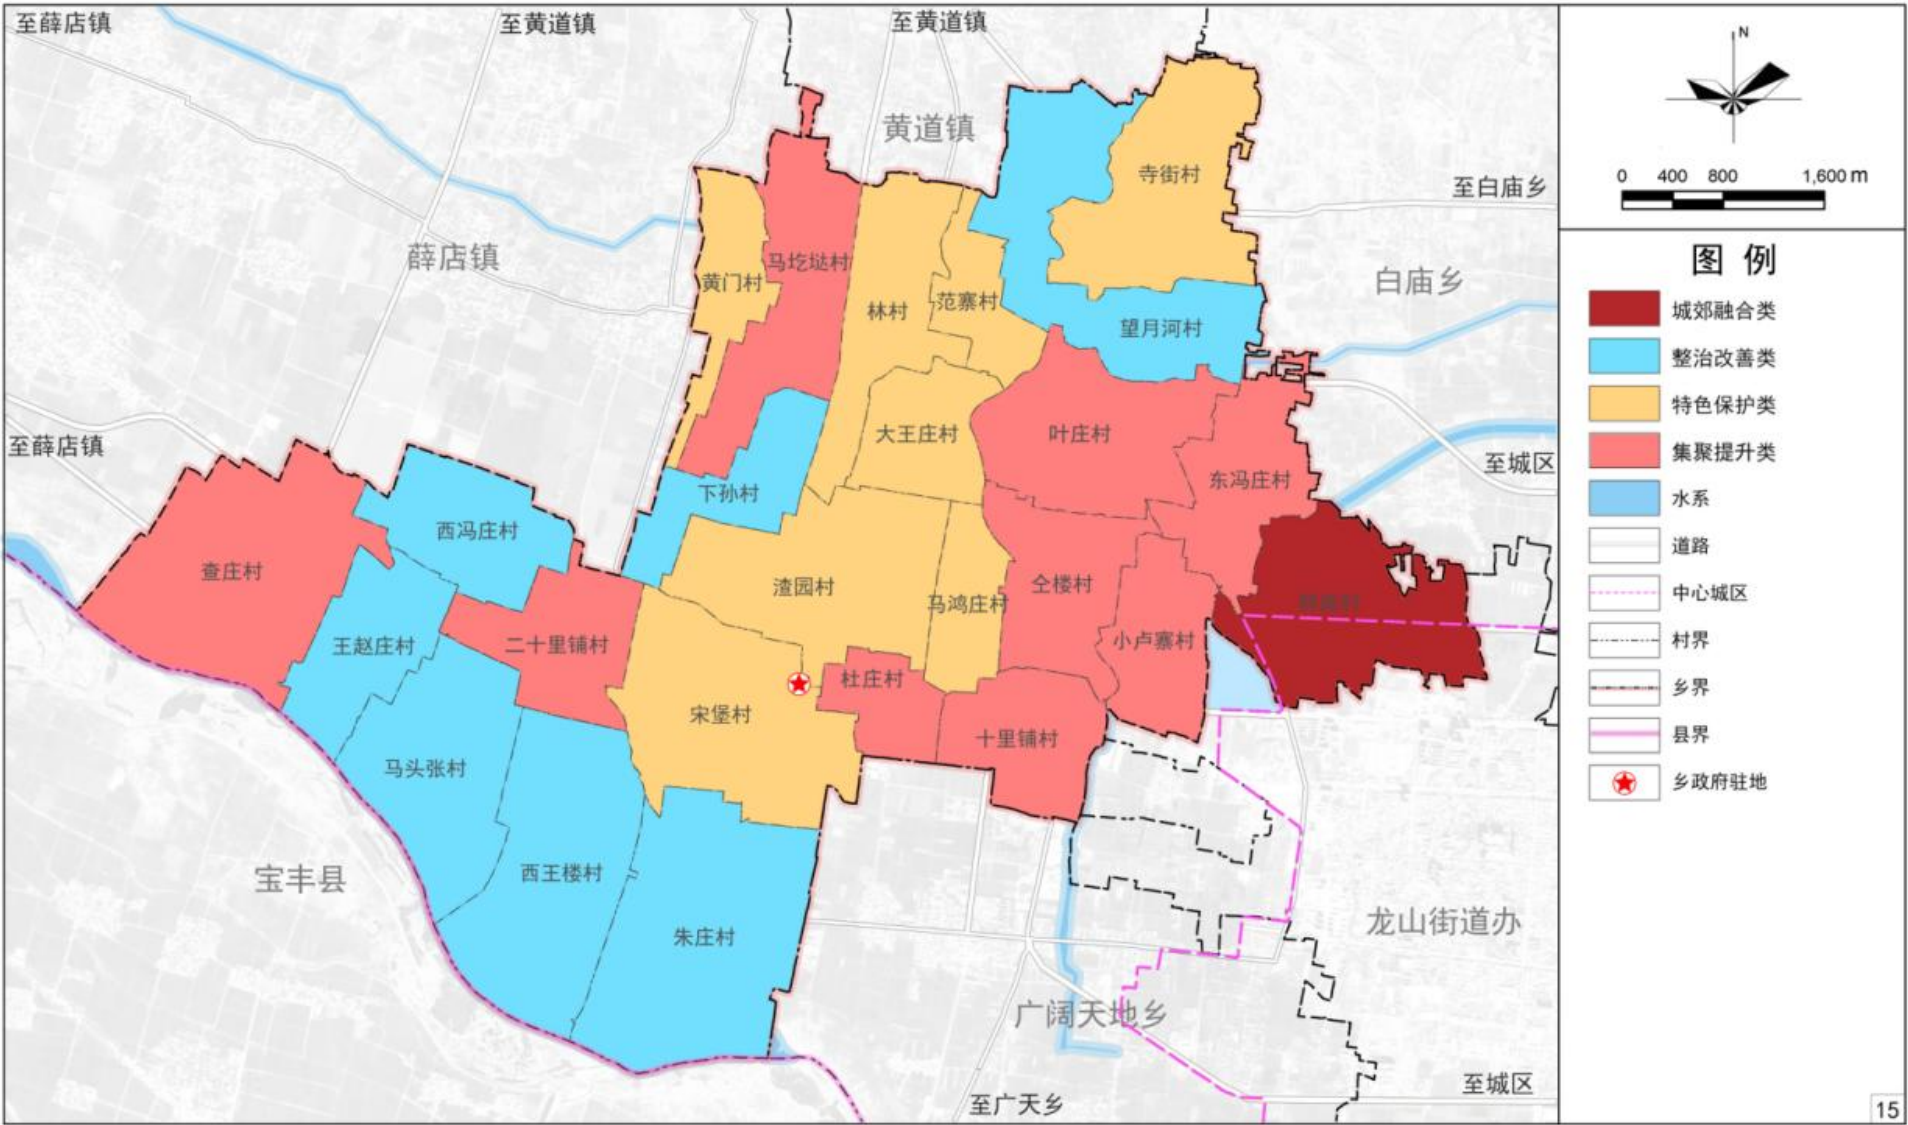 至薛店镇
至黄道镇
至黄道镇
黄道镇
寺街村
至白庙乡
薛店镇
黄门村
马圪垯村
林村
范寨村
望月河村
白庙乡
至薛店镇
大王庄村
叶庄村
东冯庄村
至城区
下孙村
西冯庄村
查庄村
渣园村
马鸿庄村
仝楼村
小卢寨村
王赵庄村
二十里铺村
杜庄村
宋堡村
十里铺村
马头张村
西王楼村
宝丰县
朱庄村
龙山街道办
广阔天地乡
至广天乡
至城区
N
0 400 800 1,600 m
图 例
城郊融合类
整治改善类
特色保护类
集聚提升类
水系
道路
中心城区
村界
乡界
县界
乡政府驻地
15